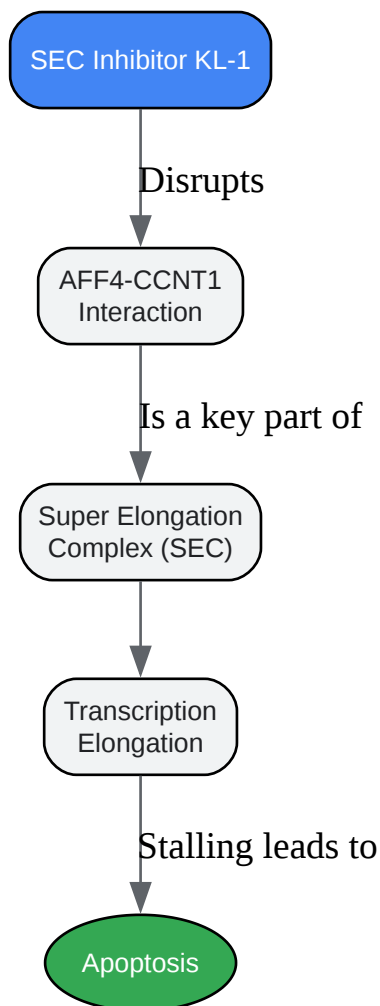 SEC Inhibitor KL-1
Disrupts
AFF4-CCNT1
Interaction
Is a key part of
Super Elongation
Complex (SEC)
Transcription
Elongation
Stalling leads to
Apoptosis